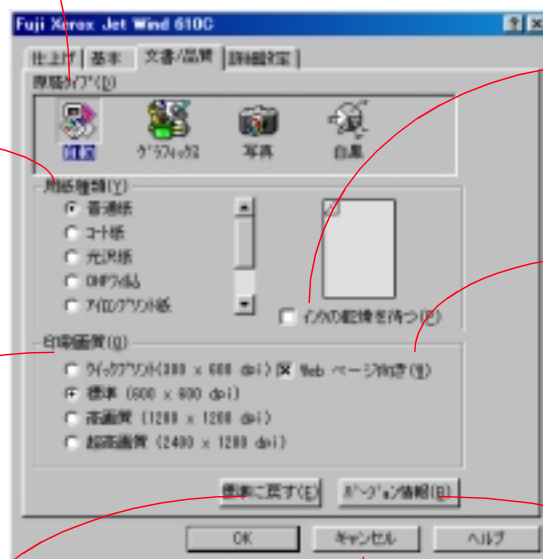 Fuji Xerox Jet Wind 610C
仕上げ 基本 文書/品質 詳細設定
原稿ﾀｲﾌﾟ(D)
ｸﾞﾗﾌｨｯｸｽ 写真 白黒
用紙種類(Y)
普通紙
ｺｰﾄ紙
光沢紙
OHPﾌｨﾙﾑ
ｱｲﾛﾝﾌﾟﾘﾝﾄ紙
ｲﾝｸの乾燥を待つ(P)
印刷画質(Q)
ｸｲｯｸﾌﾟﾘﾝﾄ(300 x 600 dpi) Web ページ向き(W)
標準 (600 x 600 dpi)
高画質 (1200 x 1200 dpi)
超高画質 (2400 x 1200 dpi)
標準に戻す(E) ﾊﾞｰｼﾞｮﾝ情報(B)
OK キャンセル ヘルプ